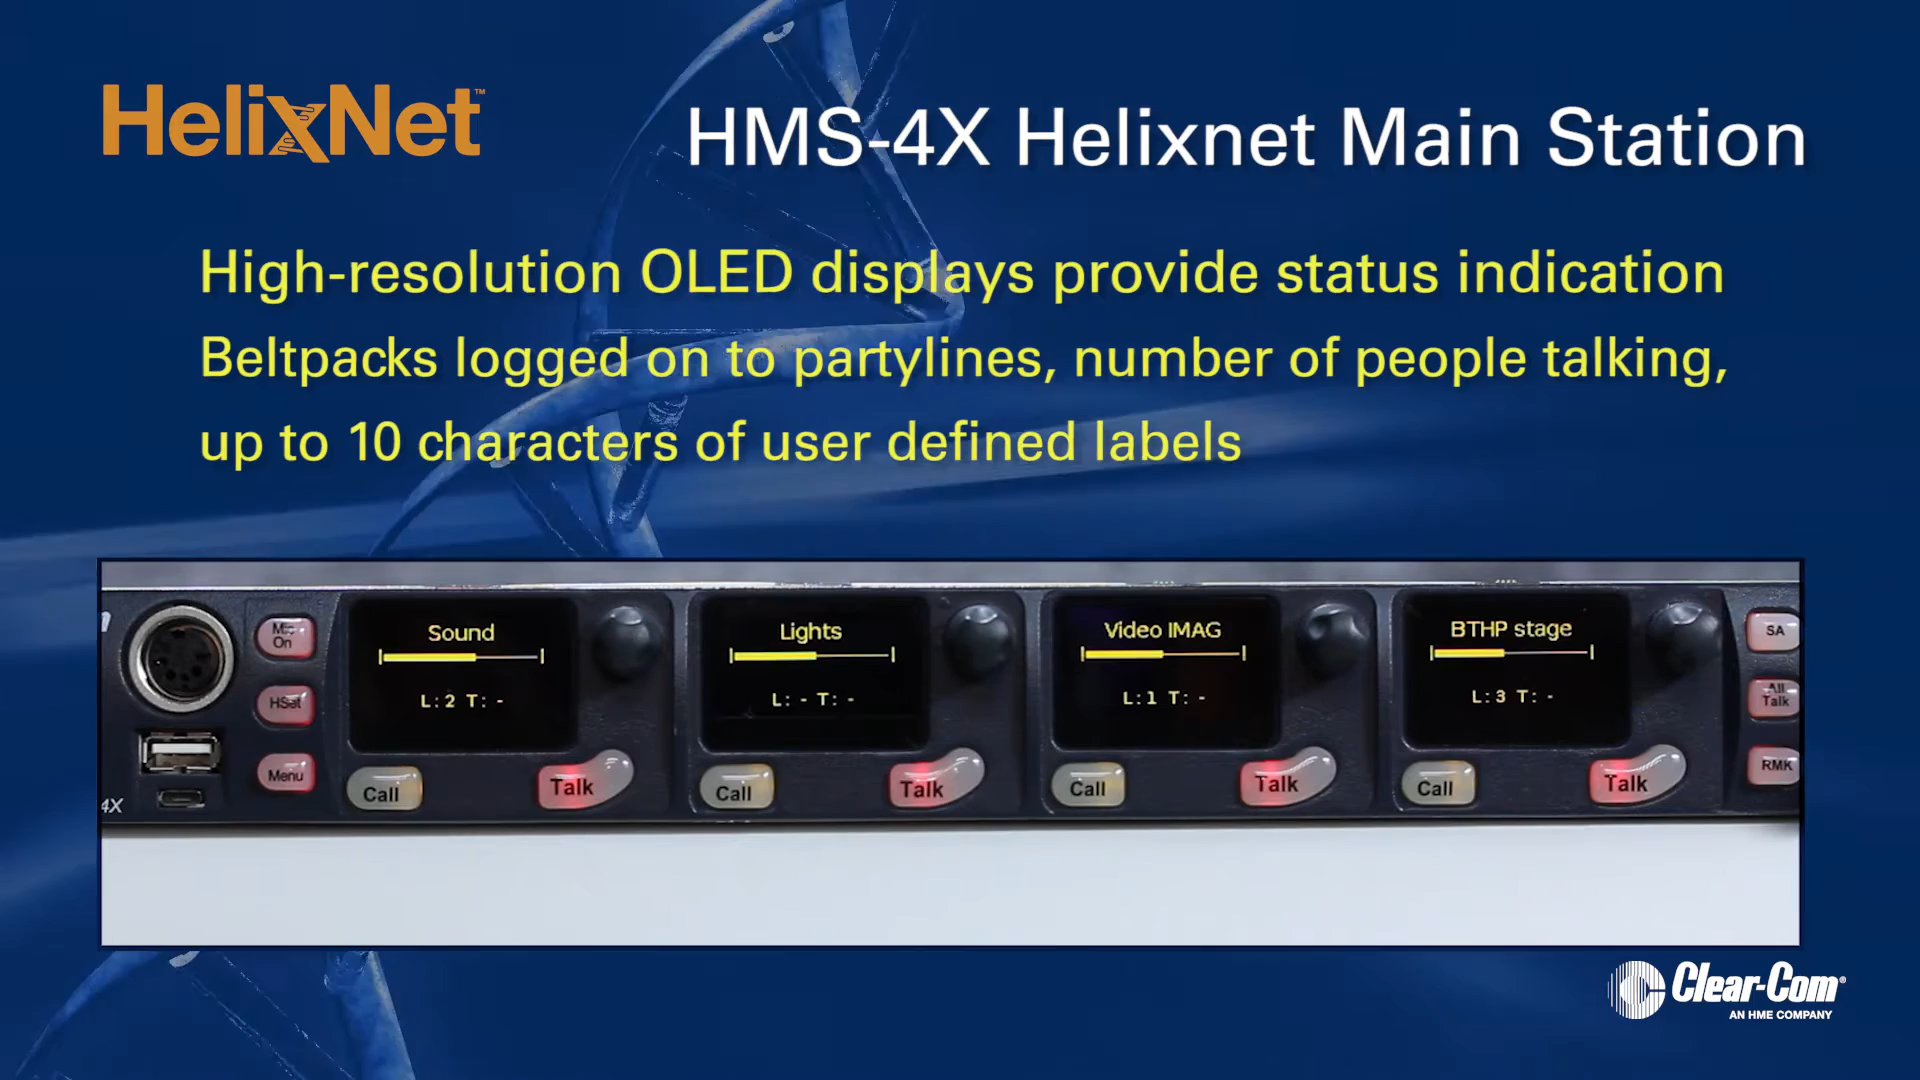 HelixNet™
HMS-4X Helixnet Main Station
High-resolution OLED displays provide status indication
Beltpacks logged on to partylines, number of people talking,
up to 10 characters of user defined labels
Mic
On
HSet
Menu
4X
Sound
L:2 T: -
Call
Talk
Lights
L: - T: -
Call
Talk
Video IMAG
L:1 T: -
Call
Talk
BTHP stage
L:3 T: -
Call
Talk
SA
All
Talk
RMK
Clear-Com®
AN HME COMPANY